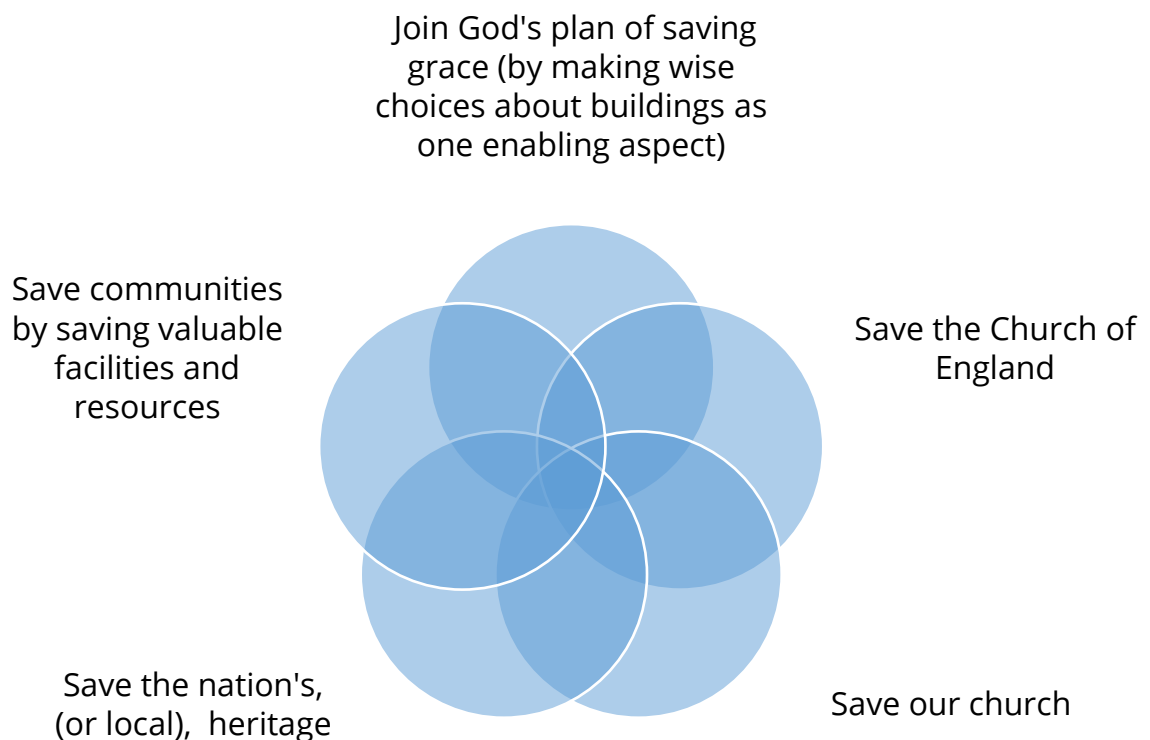 Join God's plan of saving
grace (by making wise
choices about buildings as
one enabling aspect)
Save communities
by saving valuable
facilities and
resources
Save the Church of
England
Save the nation's,
(or local),  heritage
Save our church